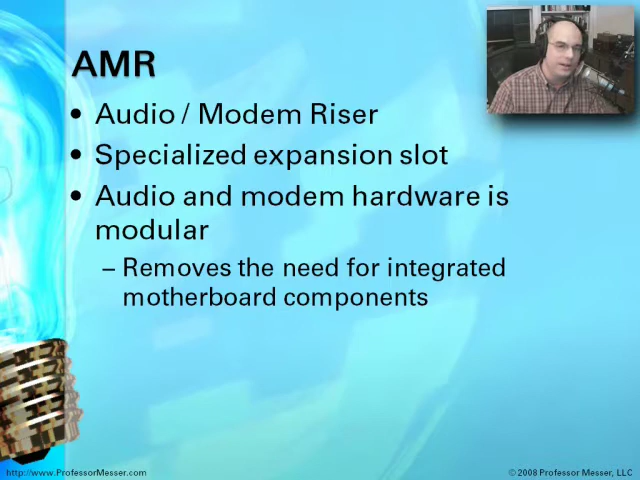 AMR
• Audio / Modem Riser
• Specialized expansion slot
• Audio and modem hardware is
modular
– Removes the need for integrated
motherboard components
http://www.ProfessorMesser.com
© 2008 Professor Messer, LLC